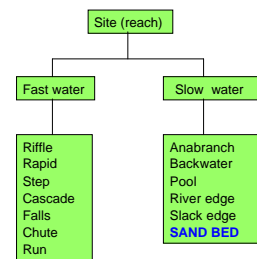 Site (reach)
Fast water
Slow water
Riffle
Rapid
Step
Cascade
Falls
Chute
Run
Anabranch
Backwater
Pool
River edge
Slack edge
SAND BED